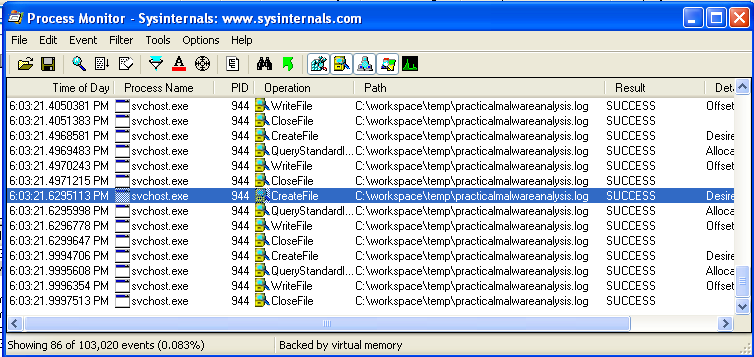 Process Monitor - Sysinternals: www.sysinternals.com
File Edit Event Filter Tools Options Help
Time of Day Process Name PID Operation Path Result Deta
6:03:21.4050381 PM svchost.exe 944 WriteFile C:\workspace\temp\practicalmalwareanalysis.log SUCCESS Offset
6:03:21.4051383 PM svchost.exe 944 CloseFile C:\workspace\temp\practicalmalwareanalysis.log SUCCESS
6:03:21.4968581 PM svchost.exe 944 CreateFile C:\workspace\temp\practicalmalwareanalysis.log SUCCESS Desire
6:03:21.4969483 PM svchost.exe 944 QueryStandardI... C:\workspace\temp\practicalmalwareanalysis.log SUCCESS Alloca
6:03:21.4970243 PM svchost.exe 944 WriteFile C:\workspace\temp\practicalmalwareanalysis.log SUCCESS Offset
6:03:21.4971215 PM svchost.exe 944 CloseFile C:\workspace\temp\practicalmalwareanalysis.log SUCCESS
6:03:21.6295113 PM svchost.exe 944 CreateFile C:\workspace\temp\practicalmalwareanalysis.log SUCCESS Desire
6:03:21.6295998 PM svchost.exe 944 QueryStandardI... C:\workspace\temp\practicalmalwareanalysis.log SUCCESS Alloca
6:03:21.6296778 PM svchost.exe 944 WriteFile C:\workspace\temp\practicalmalwareanalysis.log SUCCESS Offset
6:03:21.6299647 PM svchost.exe 944 CloseFile C:\workspace\temp\practicalmalwareanalysis.log SUCCESS
6:03:21.9994706 PM svchost.exe 944 CreateFile C:\workspace\temp\practicalmalwareanalysis.log SUCCESS Desire
6:03:21.9995608 PM svchost.exe 944 QueryStandardI... C:\workspace\temp\practicalmalwareanalysis.log SUCCESS Alloca
6:03:21.9996354 PM svchost.exe 944 WriteFile C:\workspace\temp\practicalmalwareanalysis.log SUCCESS Offset
6:03:21.9997513 PM svchost.exe 944 CloseFile C:\workspace\temp\practicalmalwareanalysis.log SUCCESS
Showing 86 of 103,020 events (0.083%) Backed by virtual memory